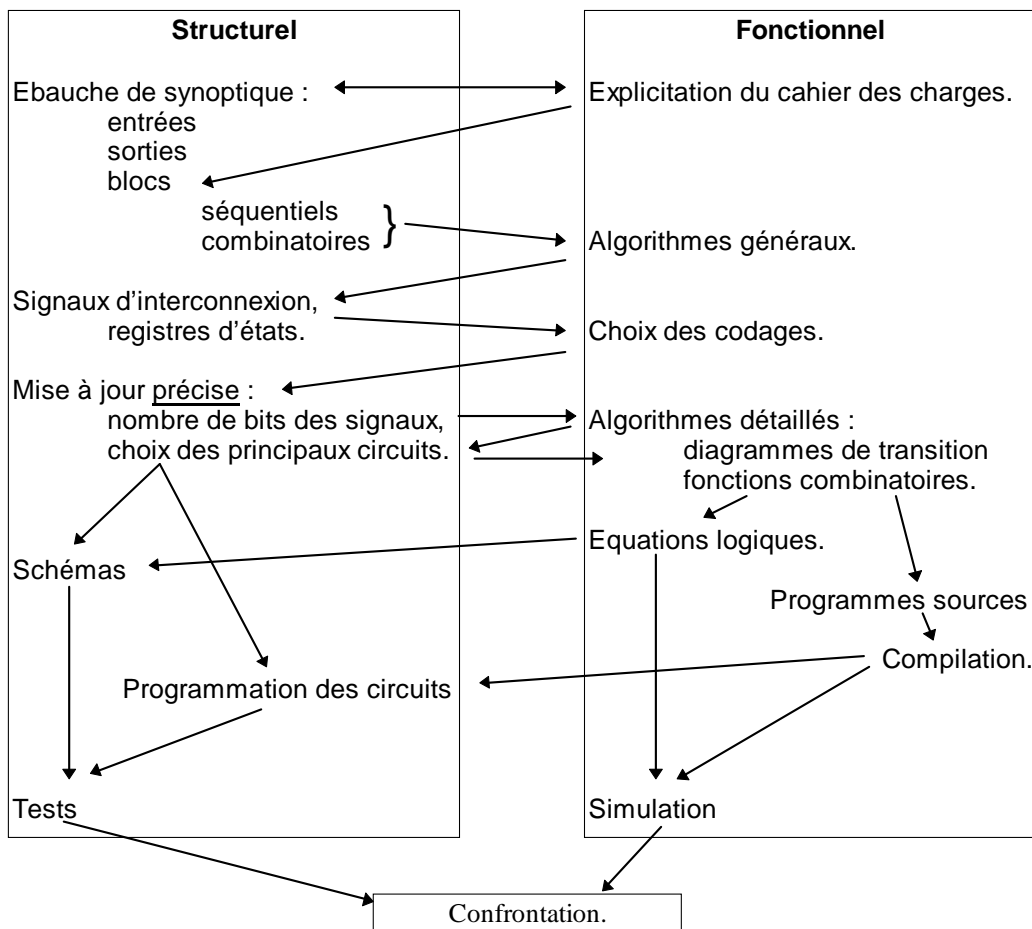 Structurel
Ebauche de synoptique :
entrées
sorties
blocs
séquentiels
combinatoires }
Signaux d’interconnexion,
registres d’états.
Mise à jour précise :
nombre de bits des signaux,
choix des principaux circuits.
Schémas
Programmation des circuits
Tests
Fonctionnel
Explicitation du cahier des charges.
Algorithmes généraux.
Choix des codages.
Algorithmes détaillés :
diagrammes de transition
fonctions combinatoires.
Equations logiques.
Programmes sources
Compilation.
Simulation
Confrontation.